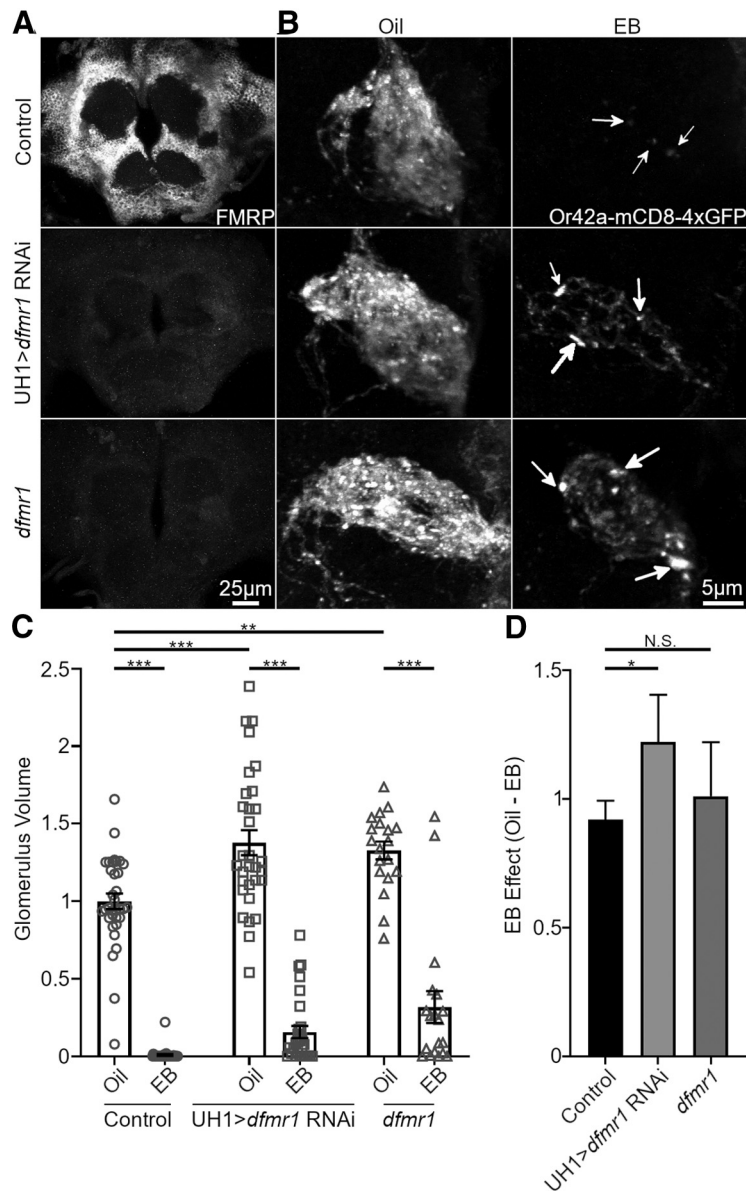 A
B
Oil
EB
Control
FMRP
Or42a-mCD8-4xGFP
UH1>dfmr1 RNAi
dfmr1
25µm
5µm
C
D
**
***
***
***
***
N.S.
*
Glomerulus Volume
2.5
2
1.5
1
0.5
0
Oil
EB
Oil
EB
Oil
EB
Control
UH1>dfmr1 RNAi
dfmr1
EB Effect (Oil - EB)
1.5
1
0.5
0
Control
UH1>dfmr1 RNAi
dfmr1